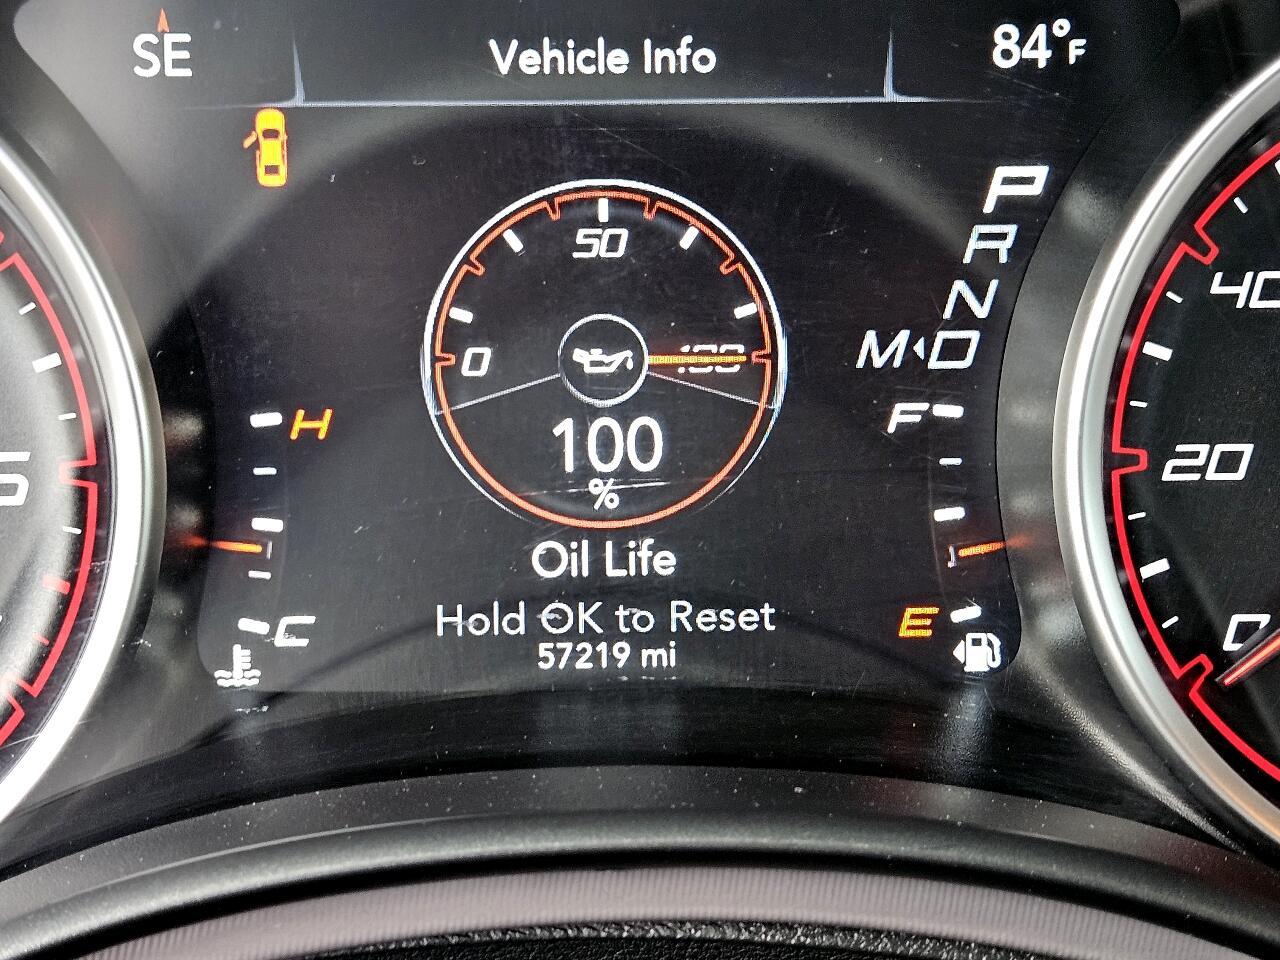 SE
Vehicle Info
84°F
P
R
N
M D
50
0
100
100
%
Oil Life
Hold OK to Reset
57219 mi
H
C
F
E
5
40
20
0